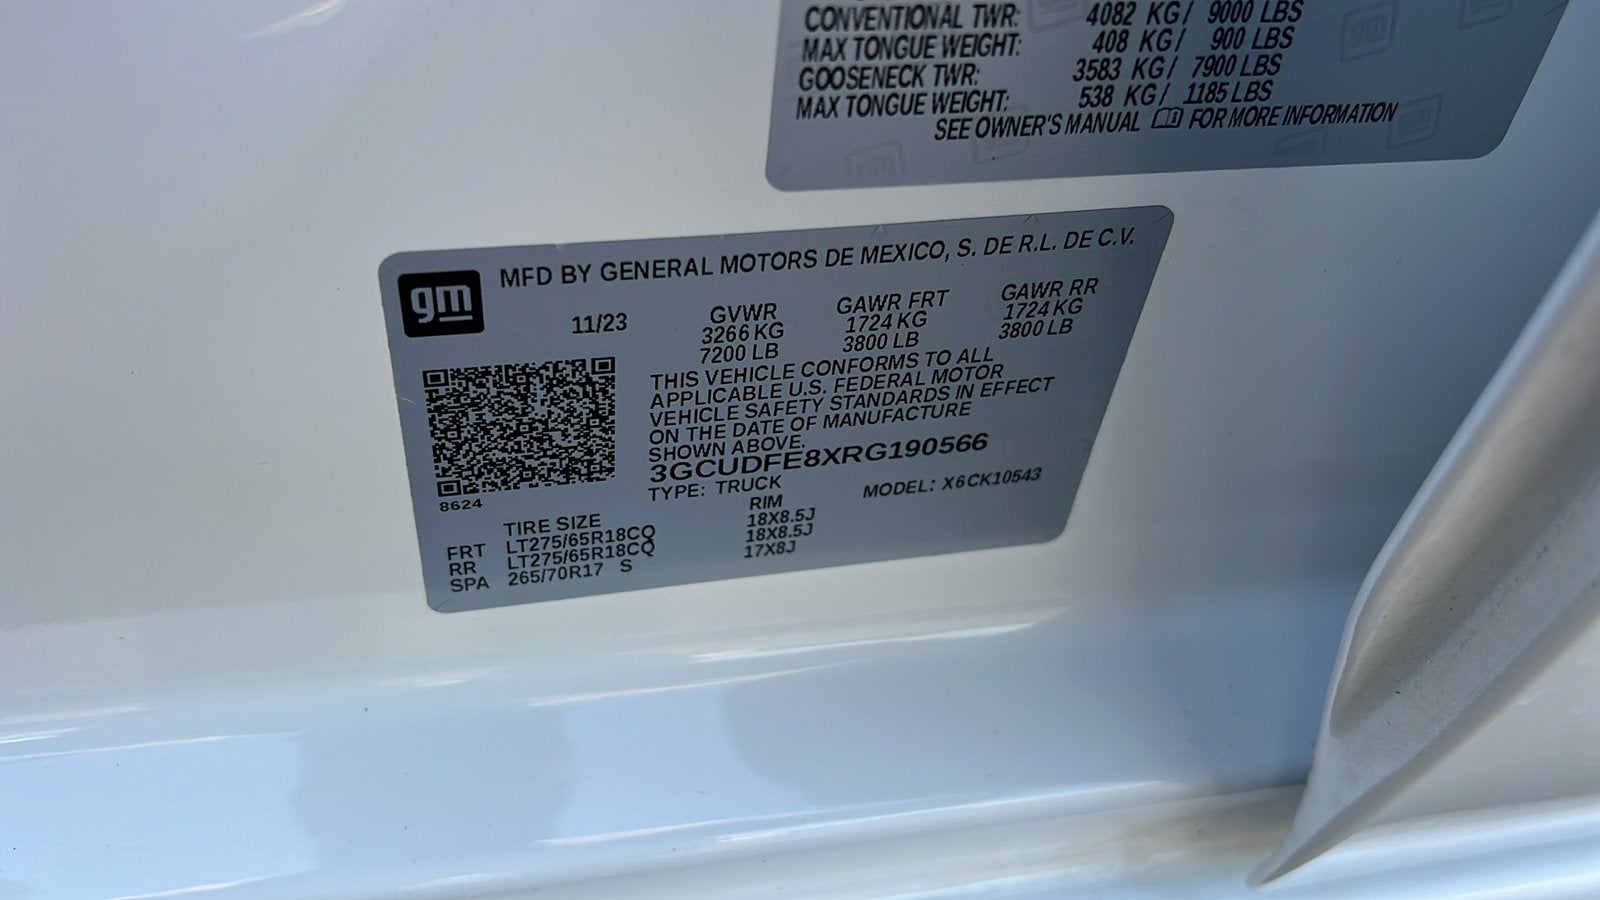 CONVENTIONAL TWR: 4082 KG/ 9000 LBS
MAX TONGUE WEIGHT: 408 KG/ 900 LBS
GOOSENECK TWR: 3583 KG/ 7900 LBS
MAX TONGUE WEIGHT: 538 KG/ 1185 LBS
SEE OWNER'S MANUAL FOR MORE INFORMATION
gm
MFD BY GENERAL MOTORS DE MEXICO, S. DE R.L. DE C.V.
11/23 GVWR GAWR FRT GAWR RR
3266 KG 1724 KG 1724 KG
7200 LB 3800 LB 3800 LB
THIS VEHICLE CONFORMS TO ALL
APPLICABLE U.S. FEDERAL MOTOR
VEHICLE SAFETY STANDARDS IN EFFECT
ON THE DATE OF MANUFACTURE
SHOWN ABOVE.
3GCUDFE8XRG190566
TYPE: TRUCK MODEL: X6CK10543
8624
TIRE SIZE RIM
FRT LT275/65R18CQ 18X8.5J
RR LT275/65R18CQ 18X8.5J
SPA 265/70R17 S 17X8J